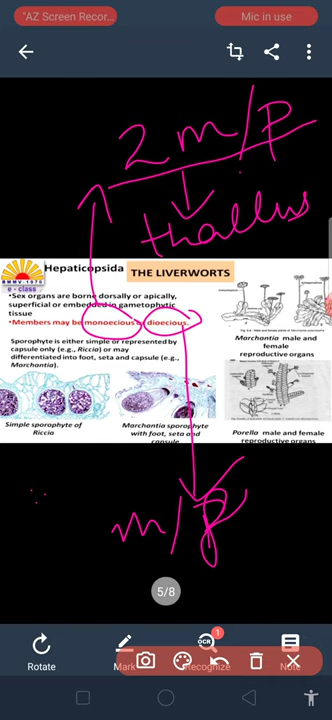 "AZ Screen Recor...
Mic in use
2 m/p
thallus
BMMV-1970
e - class
Hepaticopsida
THE LIVERWORTS
•Sex organs are borne dorsally or apically,
superficial or embedded in gametophytic
tissue
•Members may be monoecious or dioecious.
Sporophyte is either simple or represented by
capsule only (e.g., Riccia) or may
differentiated into foot, seta and capsule (e.g.,
Marchantia).
Marchantia male and
female
reproductive organs
Simple sporophyte of
Riccia
Marchantia sporophyte
with foot, seta and
capsule
Porella male and female
reproductive organs
m/
5/8
Rotate
Mark
OCR
1
Recognize
Note